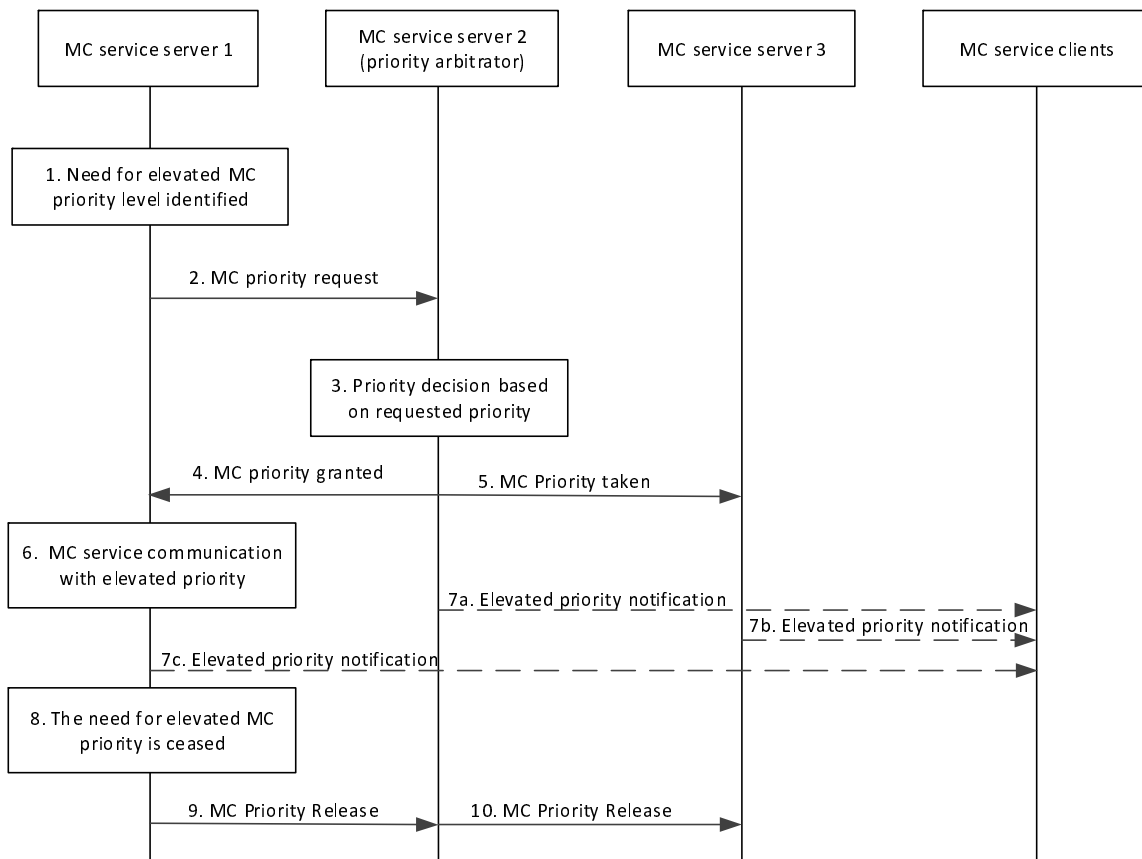 MC service server 1
MC service server 2
(priority arbitrator)
MC service server 3
MC service clients
1. Need for elevated MC
priority level identified
2. MC priority request
3. Priority decision based
on requested priority
4. MC priority granted
5. MC Priority taken
6. MC service communication
with elevated priority
7a. Elevated priority notification
7b. Elevated priority notification
7c. Elevated priority notification
8. The need for elevated MC
priority is ceased
9. MC Priority Release
10. MC Priority Release